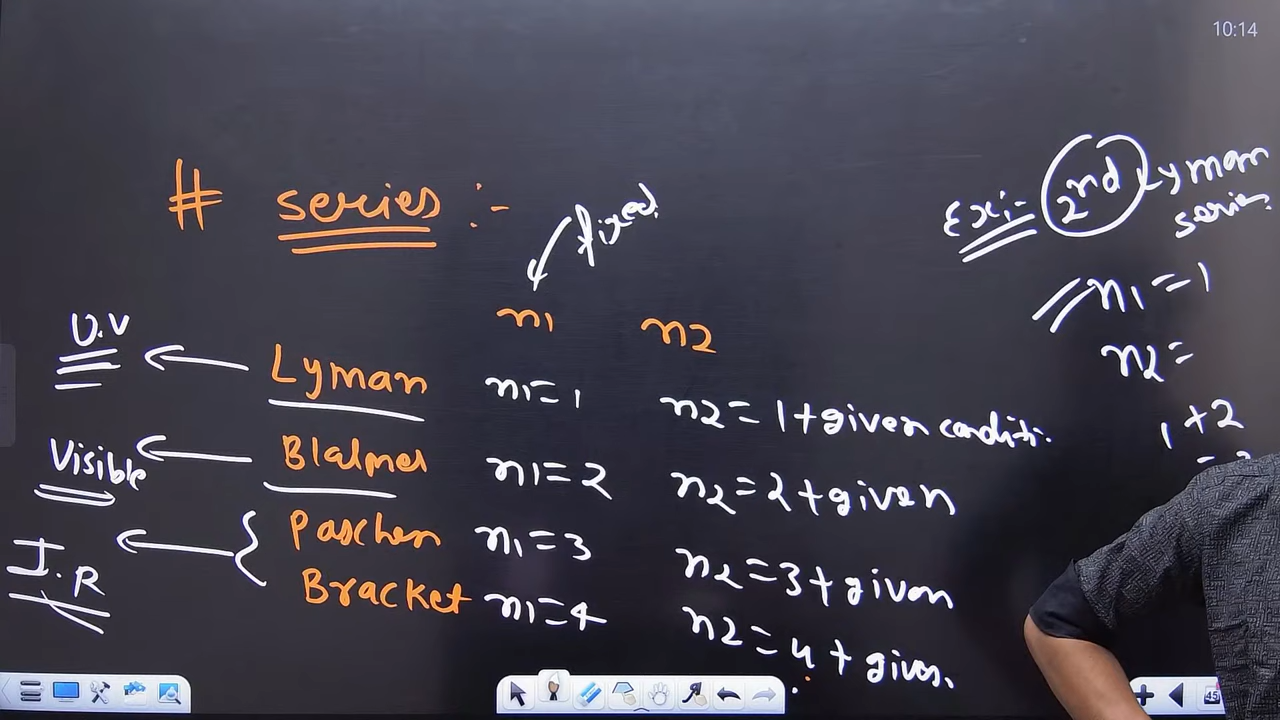 10:14
# series :-
fixed
n1 n2
U.V Lyman n1=1 n2=1+given conditi.
Visible Blalmer n1=2 n2=2+given
I.R Paschen n1=3 n2=3+given
Bracket n1=4 n2=4+given.
Ex:- 2nd Lyman
series.
n1=1
n2=
1+2
45